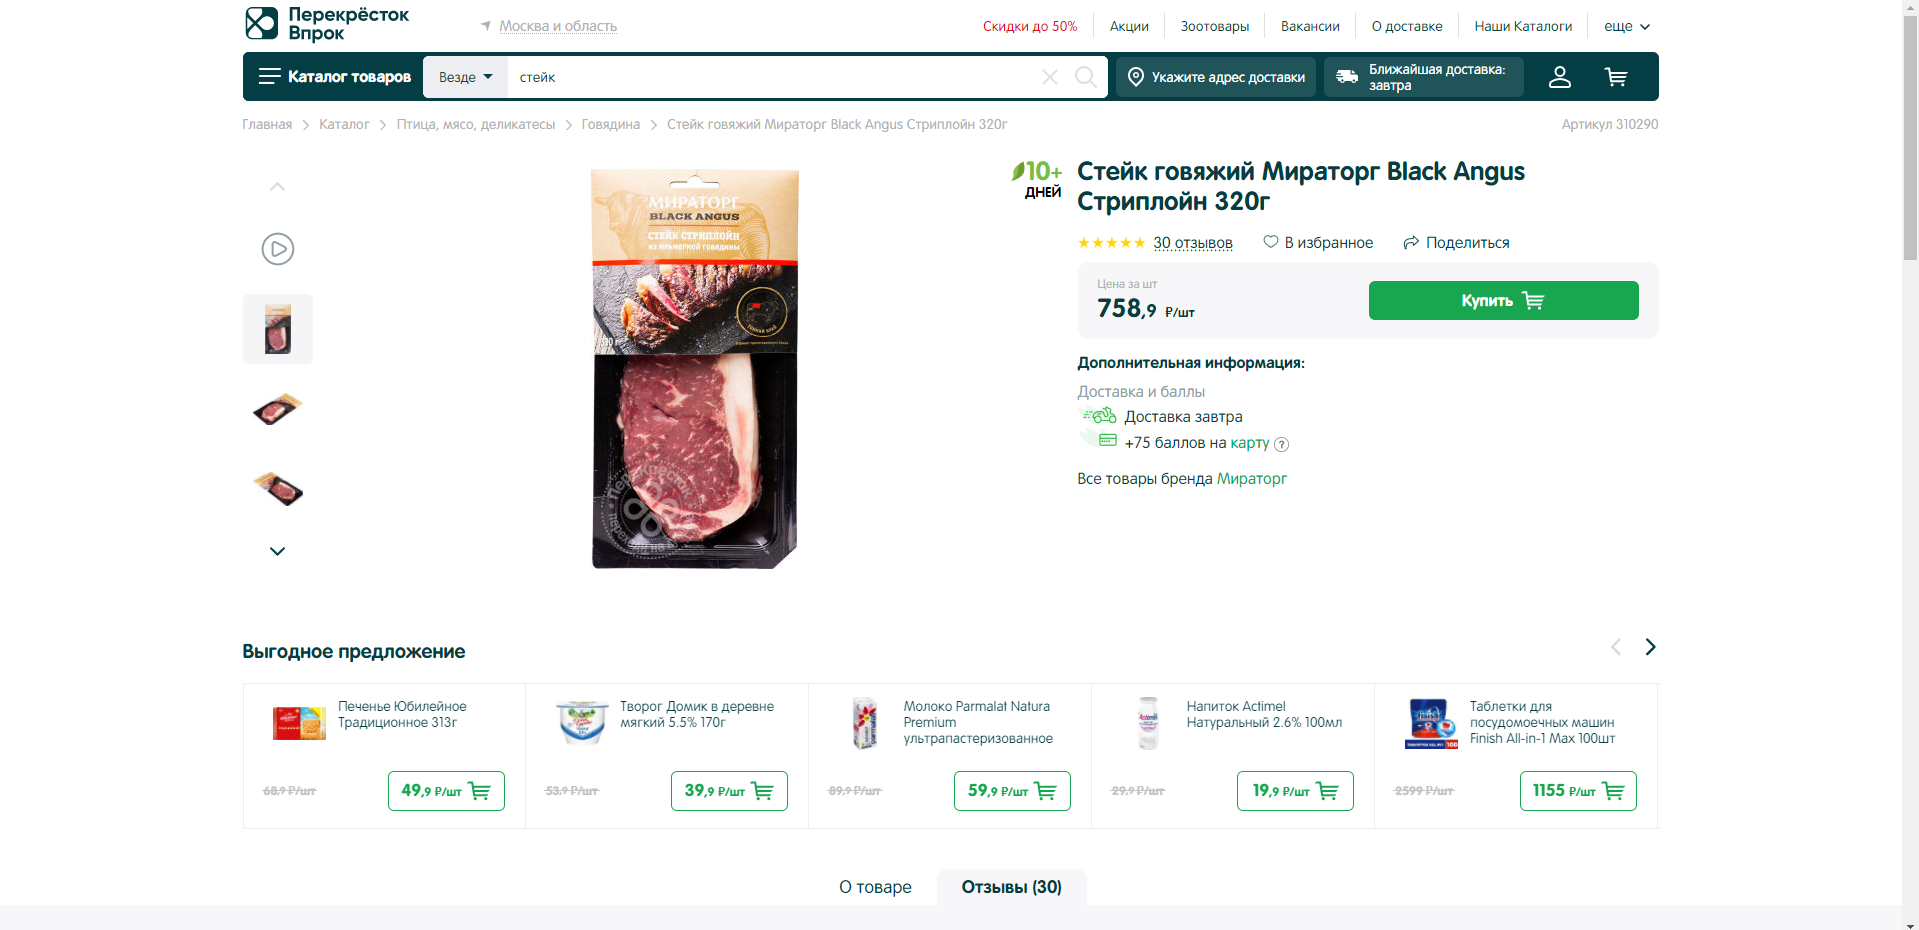 Перекрёсток
Впрок
Москва и область
Скидки до 50%
Акции
Зоотовары
Вакансии
О доставке
Наши Каталоги
еще
Каталог товаров
Везде
стейк
Укажите адрес доставки
Ближайшая доставка:
завтра
Главная
Каталог
Птица, мясо, деликатесы
Говядина
Стейк говяжий Мираторг Black Angus Стриплойн 320г
Артикул 310290
10+
ДНЕЙ
Стейк говяжий Мираторг Black Angus
Стриплойн 320г
30 отзывов
В избранное
Поделиться
МИРАТОРГ
BLACK ANGUS
СТЕЙК СТРИПЛОЙН
ИЗ МРАМОРНОЙ ГОВЯДИНЫ
320 г
Перекрёсток
Цена за шт
758,9 ₽/шт
Купить
Дополнительная информация:
Доставка и баллы
Доставка завтра
+75 баллов на карту ?
Все товары бренда Мираторг
Выгодное предложение
Печенье Юбилейное
Традиционное 313г
68,9 ₽/шт
49,9 ₽/шт
Творог Домик в деревне
мягкий 5.5% 170г
53,9 ₽/шт
39,9 ₽/шт
Молоко Parmalat Natura
Premium
ультрапастеризованное
89,9 ₽/шт
59,9 ₽/шт
Actimel
Напиток Actimel
Натуральный 2.6% 100мл
29,9 ₽/шт
19,9 ₽/шт
Таблетки для
посудомоечных машин
Finish All-in-1 Max 100шт
2599 ₽/шт
1155 ₽/шт
О товаре
Отзывы (30)